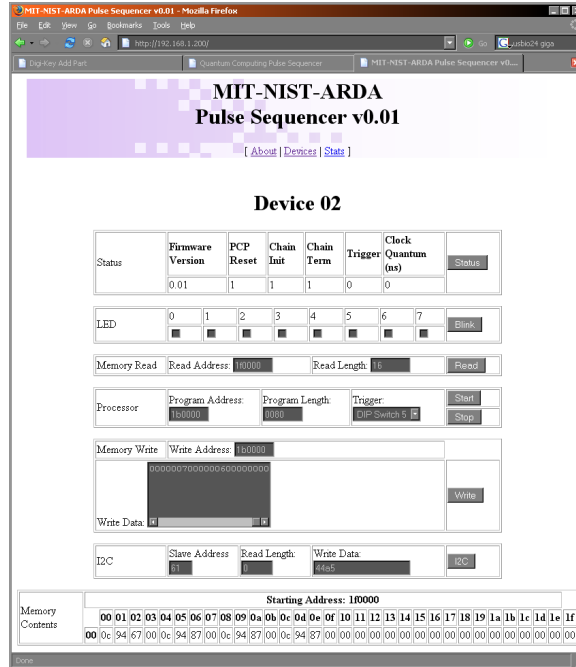 MIT-NIST-ARDA Pulse Sequencer v0.01 - Mozilla Firefox
File Edit View Go Bookmarks Tools Help
http://192.168.1.200/ Go usbio24 giga
Digi-Key Add Part Quantum Computing Pulse Sequencer MIT-NIST-ARDA Pulse Sequencer v0....
MIT-NIST-ARDA
Pulse Sequencer v0.01
[ About | Devices | Stats ]
Device 02
Status Firmware Version PCP Reset Chain Init Chain Term Trigger Clock Quantum (ns) Status
0.01 1 1 1 0 0
LED 0 1 2 3 4 5 6 7 Blink
Memory Read Read Address: 1f0000 Read Length: 16 Read
Processor Program Address: Program Length: Trigger: Start
1b0000 0080 DIP Switch 5 Stop
Memory Write Write Address: 1b0000
0000007000000600000000
Write Data: Write
I2C Slave Address Read Length: Write Data: I2C
61 0 44a5
Memory Contents Starting Address: 1f0000
00 01 02 03 04 05 06 07 08 09 0a 0b 0c 0d 0e 0f 10 11 12 13 14 15 16 17 18 19 1a 1b 1c 1d 1e 1f
00 0c 94 67 00 0c 94 87 00 0c 94 87 00 0c 94 87 00 00 00 00 00 00 00 00 00 00 00 00 00 00 00 00 00
Done